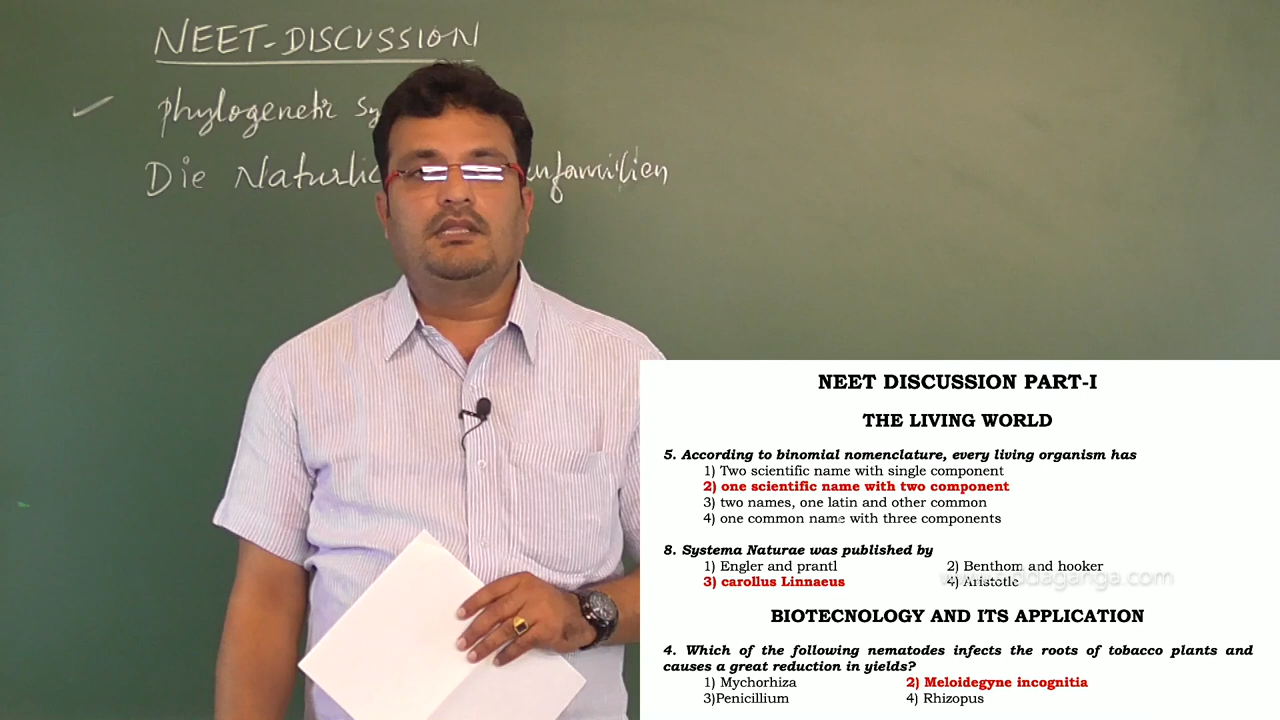 NEET-DISCUSSION
Phylogenetic Sy
Die Naturlic enfamilien
NEET DISCUSSION PART-I
THE LIVING WORLD
5. According to binomial nomenclature, every living organism has
1) Two scientific name with single component
2) one scientific name with two component
3) two names, one latin and other common
4) one common name with three components
8. Systema Naturae was published by
1) Engler and prantl 2) Benthom and hooker
3) carollus Linnaeus 4) Aristotle
BIOTECNOLOGY AND ITS APPLICATION
4. Which of the following nematodes infects the roots of tobacco plants and
causes a great reduction in yields?
1) Mychorhiza 2) Meloidegyne incognitia
3)Penicillium 4) Rhizopus